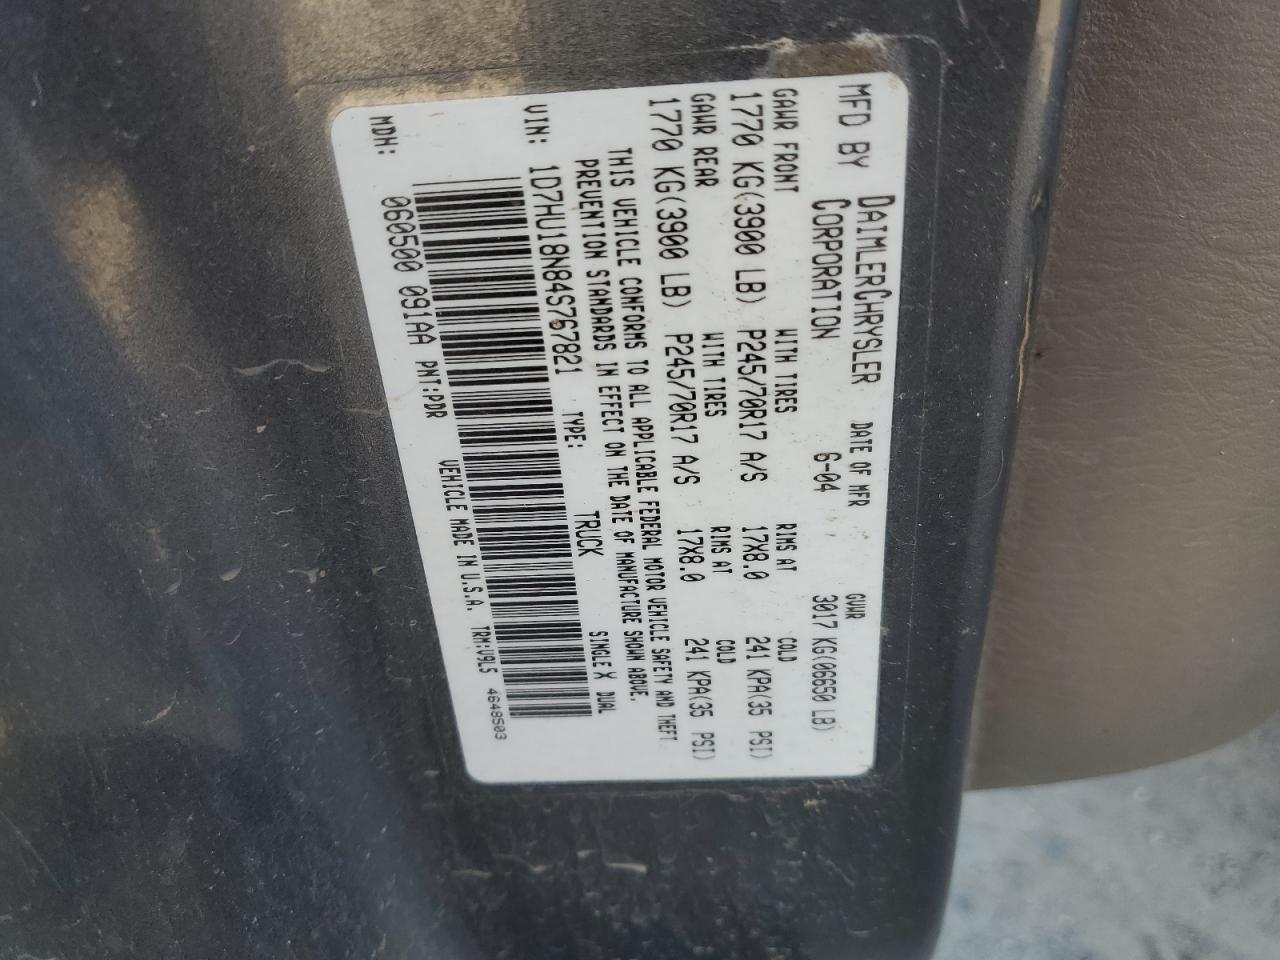 MFD BY DAIMLERCHRYSLER CORPORATION DATE OF MFR 6-04 GVWR 3017 KG(06650 LB)
GAWR FRONT WITH TIRES RIMS AT COLD
1770 KG(3900 LB) P245/70R17 A/S 17X8.0 241 KPA(35 PSI)
GAWR REAR WITH TIRES RIMS AT COLD
1770 KG(3900 LB) P245/70R17 A/S 17X8.0 241 KPA(35 PSI)
THIS VEHICLE CONFORMS TO ALL APPLICABLE FEDERAL MOTOR VEHICLE SAFETY AND THEFT
PREVENTION STANDARDS IN EFFECT ON THE DATE OF MANUFACTURE SHOWN ABOVE.
VIN: 1D7HU18N84S767821 TYPE: TRUCK SINGLE X DUAL
MDH: 060500 091AA PNT:PDR VEHICLE MADE IN U.S.A. TRM:V9L5 4648503